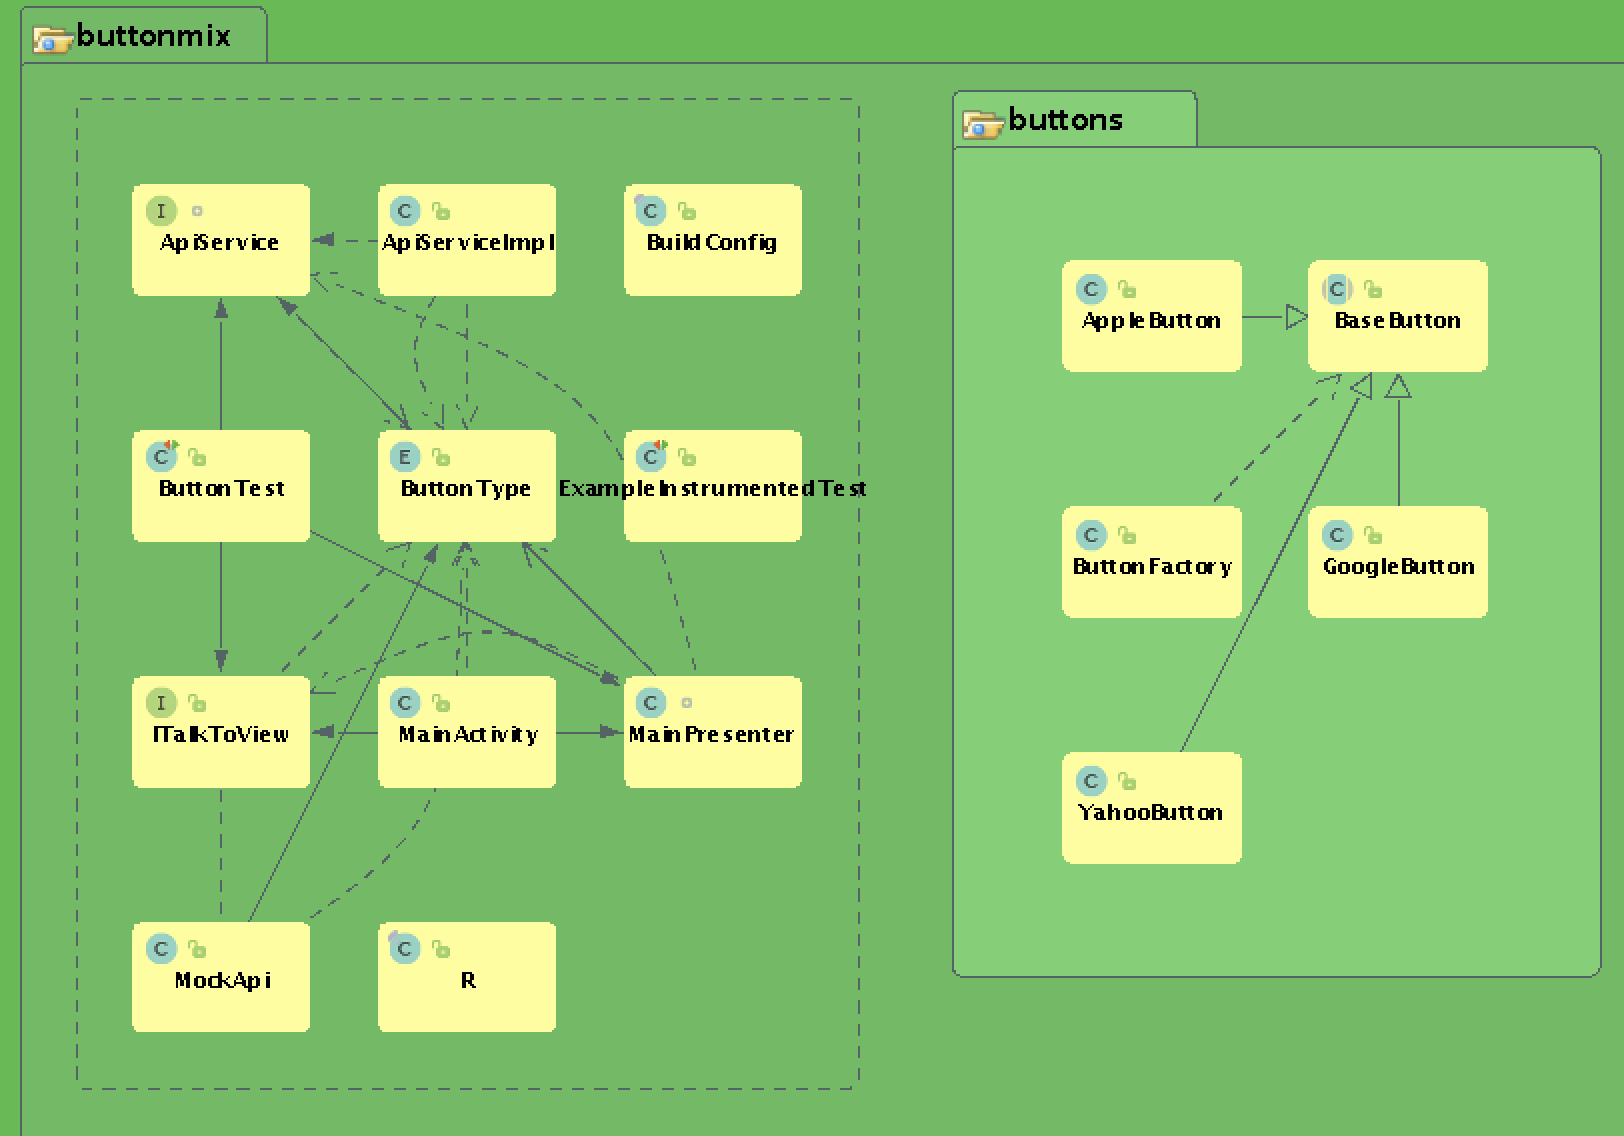 buttonmix
buttons
I
ApiService
C
ApiServiceImpl
C
BuildConfig
C
AppleButton
C
BaseButton
C
ButtonTest
E
ButtonType
C
ExampleInstrumentedTest
C
ButtonFactory
C
GoogleButton
I
ITalkToView
C
MainActivity
C
MainPresenter
C
YahooButton
C
MockApi
C
R